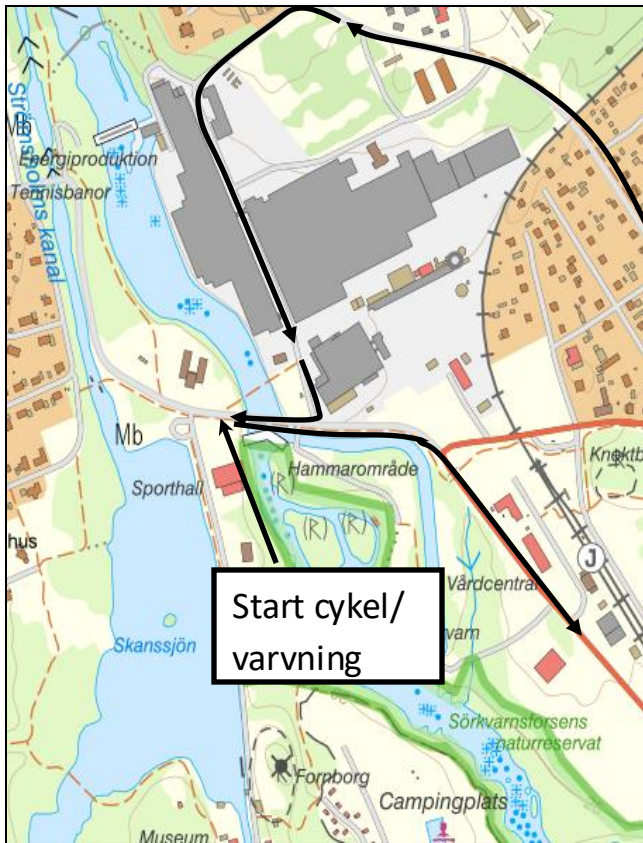 Strömsholms kanal
Energiproduktion
Tennisbanor
Mb
Sporthall
Hammarområde
(R)
(R)
(R)
Knektb
hus
J
Start cykel/
varvning
Vårdcentral
varn
Skanssjön
Sörkvarnsforsens
naturreservat
Fornborg
Campingplats
Museum